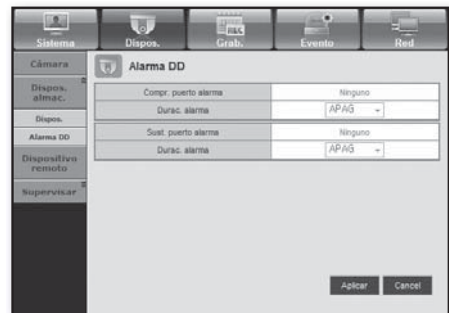 Sistema
Dispos.
Grab.
Evento
Red
REC
Cámara
Dispos.
almac.
Dispos.
Alarma DD
Dispositivo
remoto
Supervisar
Alarma DD
Compr. puerto alarma
Ninguno
Durac. alarma
APAG
Sust. puerto alarma
Ninguno
Durac. alarma
APAG
Aplicar
Cancel